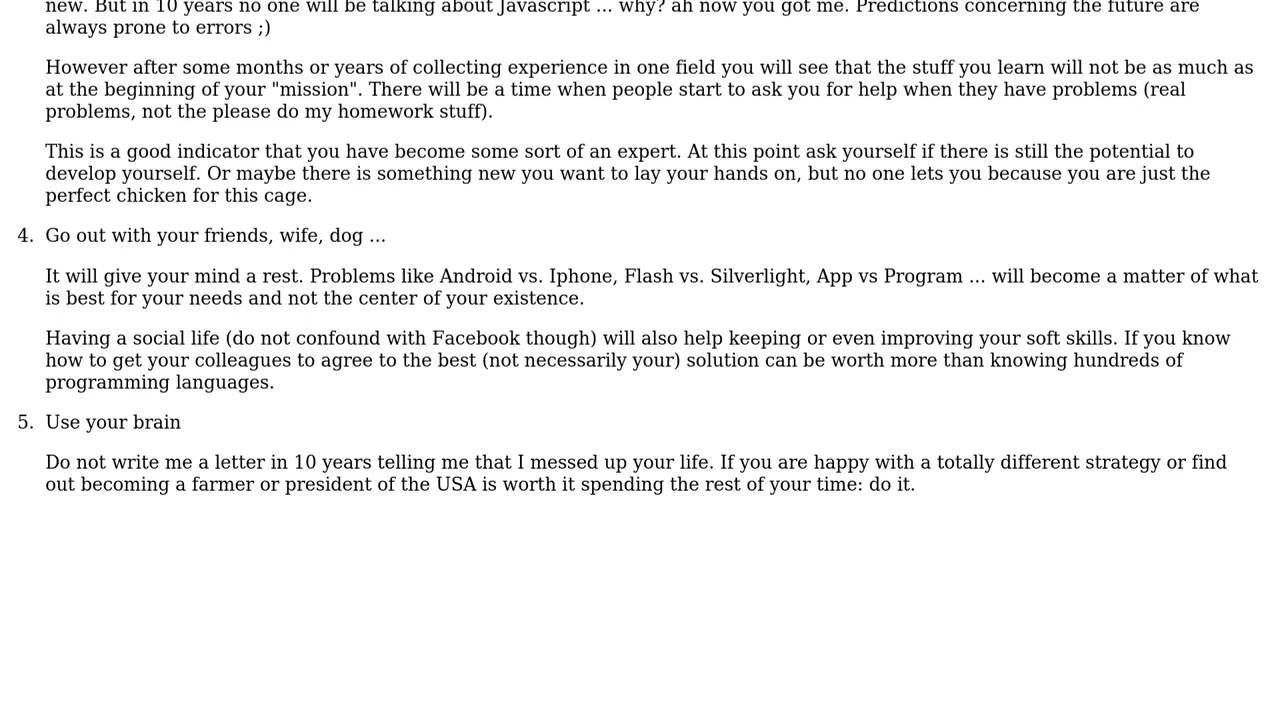 new. But in 10 years no one will be talking about Javascript ... why? ah now you got me. Predictions concerning the future are
always prone to errors ;)
However after some months or years of collecting experience in one field you will see that the stuff you learn will not be as much as
at the beginning of your "mission". There will be a time when people start to ask you for help when they have problems (real
problems, not the please do my homework stuff).
This is a good indicator that you have become some sort of an expert. At this point ask yourself if there is still the potential to
develop yourself. Or maybe there is something new you want to lay your hands on, but no one lets you because you are just the
perfect chicken for this cage.
4. Go out with your friends, wife, dog ...
It will give your mind a rest. Problems like Android vs. Iphone, Flash vs. Silverlight, App vs Program ... will become a matter of what
is best for your needs and not the center of your existence.
Having a social life (do not confound with Facebook though) will also help keeping or even improving your soft skills. If you know
how to get your colleagues to agree to the best (not necessarily your) solution can be worth more than knowing hundreds of
programming languages.
5. Use your brain
Do not write me a letter in 10 years telling me that I messed up your life. If you are happy with a totally different strategy or find
out becoming a farmer or president of the USA is worth it spending the rest of your time: do it.